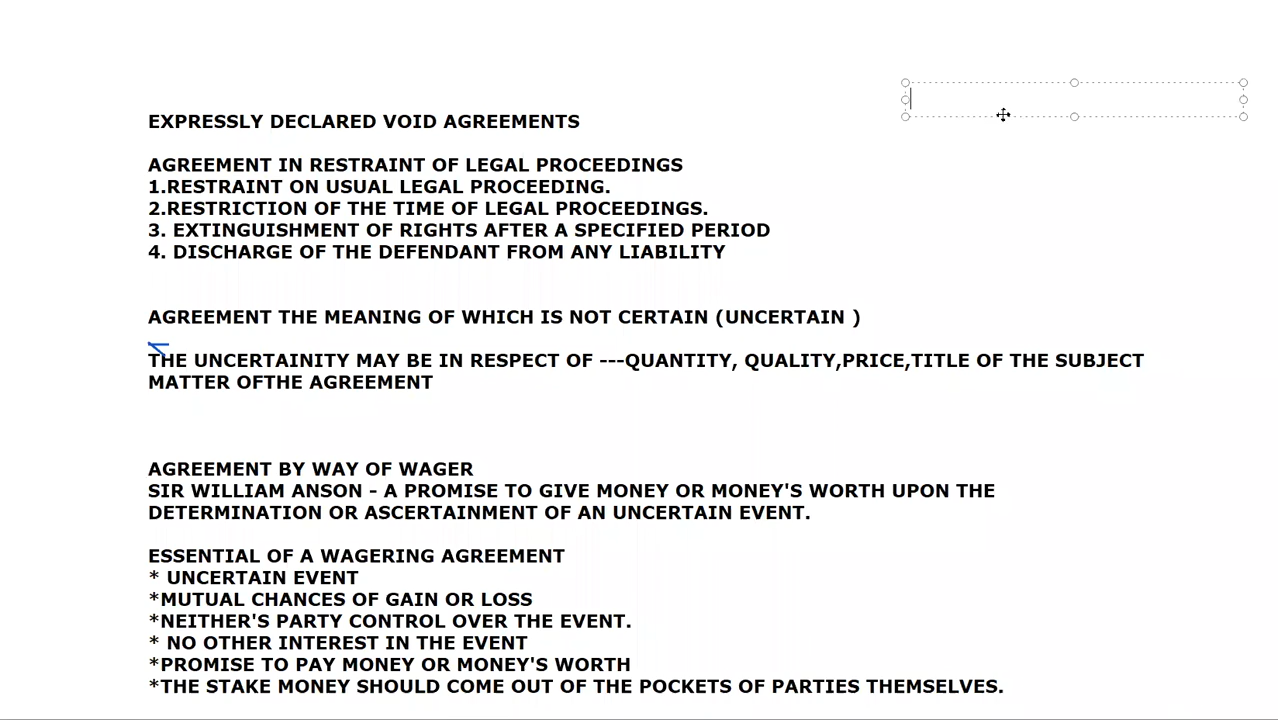 EXPRESSLY DECLARED VOID AGREEMENTS
AGREEMENT IN RESTRAINT OF LEGAL PROCEEDINGS
1.RESTRAINT ON USUAL LEGAL PROCEEDING.
2.RESTRICTION OF THE TIME OF LEGAL PROCEEDINGS.
3. EXTINGUISHMENT OF RIGHTS AFTER A SPECIFIED PERIOD
4. DISCHARGE OF THE DEFENDANT FROM ANY LIABILITY
AGREEMENT THE MEANING OF WHICH IS NOT CERTAIN (UNCERTAIN )
THE UNCERTAINITY MAY BE IN RESPECT OF ---QUANTITY, QUALITY,PRICE,TITLE OF THE SUBJECT
MATTER OFTHE AGREEMENT
AGREEMENT BY WAY OF WAGER
SIR WILLIAM ANSON - A PROMISE TO GIVE MONEY OR MONEY'S WORTH UPON THE
DETERMINATION OR ASCERTAINMENT OF AN UNCERTAIN EVENT.
ESSENTIAL OF A WAGERING AGREEMENT
* UNCERTAIN EVENT
*MUTUAL CHANCES OF GAIN OR LOSS
*NEITHER'S PARTY CONTROL OVER THE EVENT.
* NO OTHER INTEREST IN THE EVENT
*PROMISE TO PAY MONEY OR MONEY'S WORTH
*THE STAKE MONEY SHOULD COME OUT OF THE POCKETS OF PARTIES THEMSELVES.